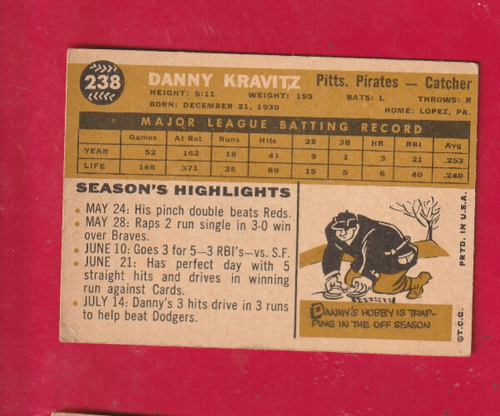 238
DANNY KRAVITZ Pitts. Pirates — Catcher
HEIGHT: 5:11 WEIGHT: 195 BATS: L THROWS: R
BORN: DECEMBER 21, 1930 HOME: LOPEZ, PA.
MAJOR LEAGUE BATTING RECORD
Games At Bat Runs Hits 2B 3B HR RBI Avg
YEAR 52 162 18 41 9 1 3 21 .253
LIFE 148 371 35 89 15 5 6 40 .240
SEASON'S HIGHLIGHTS
• MAY 24: His pinch double beats Reds.
• MAY 28: Raps 2 run single in 3-0 win
over Braves.
• JUNE 10: Goes 3 for 5—3 RBI's—vs. S.F.
• JUNE 21: Has perfect day with 5
straight hits and drives in winning
run against Cards.
• JULY 14: Danny's 3 hits drive in 3 runs
to help beat Dodgers.
DANNY'S HOBBY IS TRAP-
PING IN THE OFF SEASON
©T.C.G. PRTD. IN U.S.A.